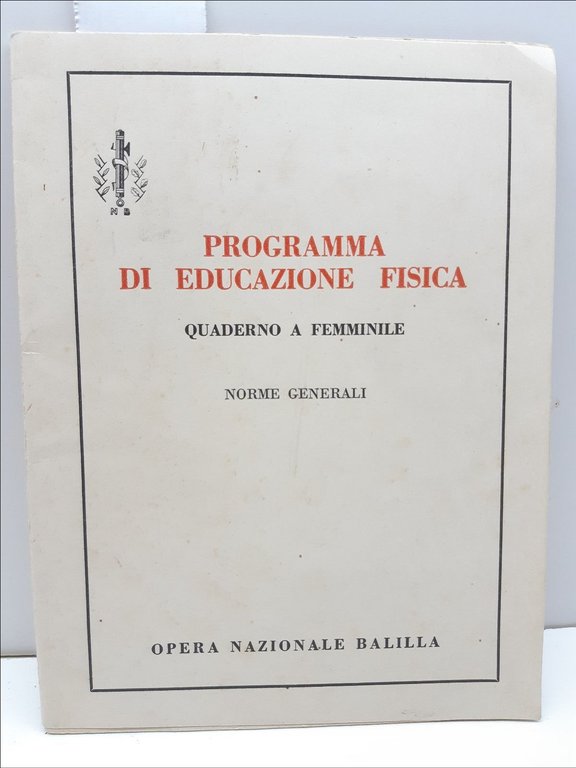 O
N B
PROGRAMMA
DI EDUCAZIONE FISICA
QUADERNO A FEMMINILE
NORME GENERALI
OPERA NAZIONALE BALILLA